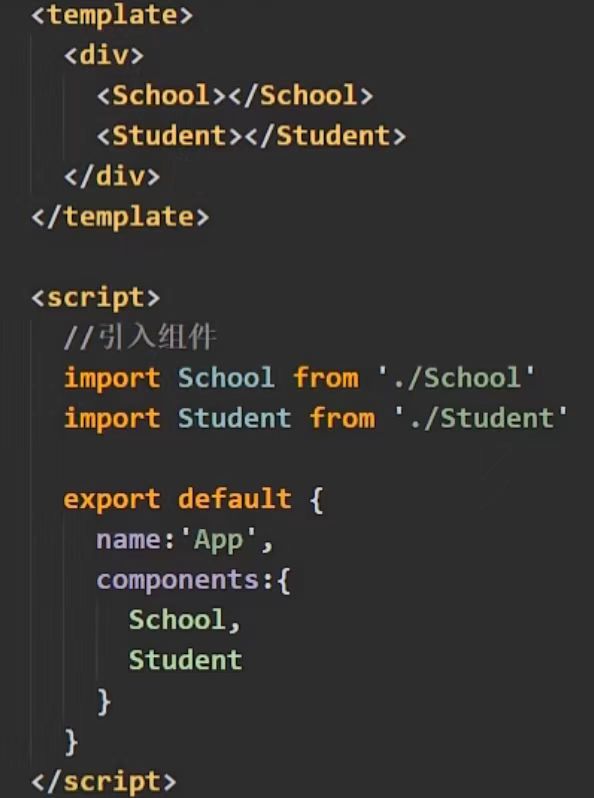 <template>
  <div>
    <School></School>
    <Student></Student>
  </div>
</template>

<script>
  //引入组件
  import School from './School'
  import Student from './Student'

  export default {
    name:'App',
    components:{
      School,
      Student
    }
  }
</script>